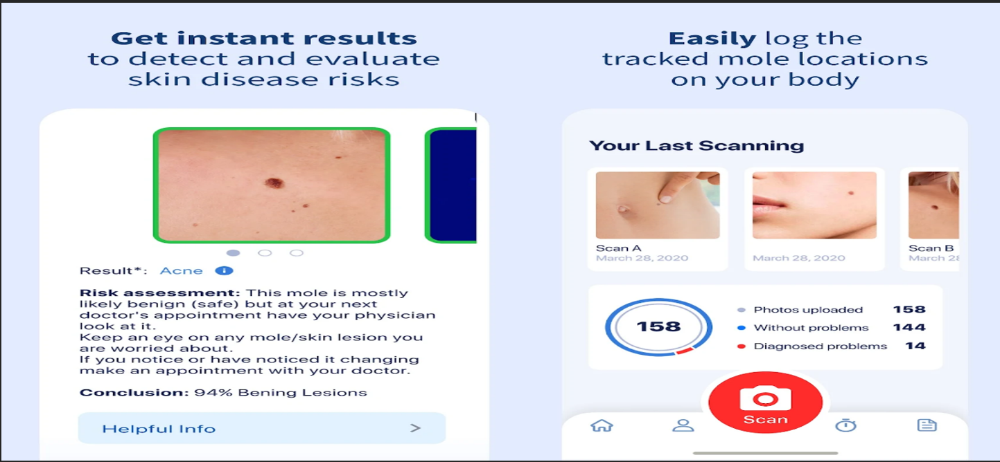 Get instant results
to detect and evaluate
skin disease risks
Result*: Acne i
Risk assessment: This mole is mostly
likely benign (safe) but at your next
doctor's appointment have your physician
look at it.
Keep an eye on any mole/skin lesion you
are worried about.
If you notice or have noticed it changing
make an appointment with your doctor.
Conclusion: 94% Bening Lesions
Helpful Info >
Easily log the
tracked mole locations
on your body
Your Last Scanning
Scan A
March 28, 2020
March 28, 2020
Scan B
March 28
158
Photos uploaded 158
Without problems 144
Diagnosed problems 14
Scan